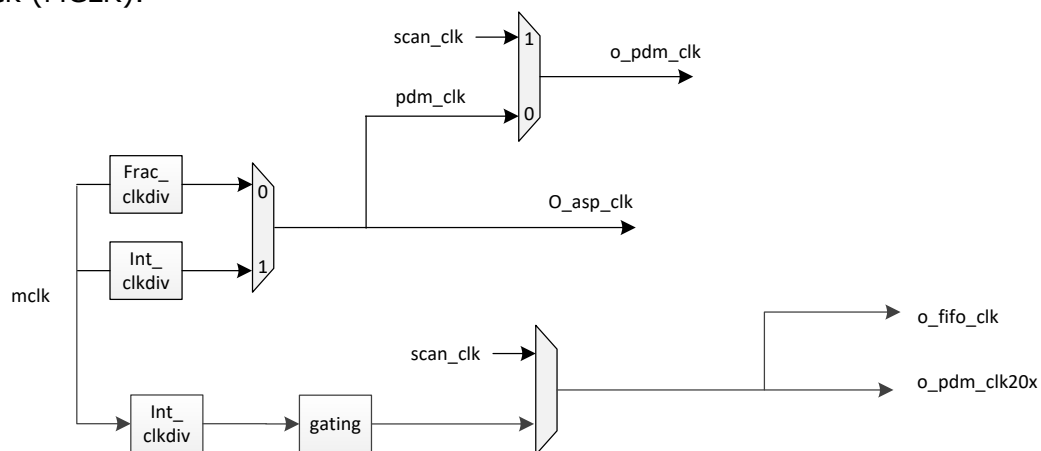 scan_clk
1
o_pdm_clk
pdm_clk
0
Frac_
clkdiv
0
O_asp_clk
Int_
clkdiv
1
mclk
o_fifo_clk
scan_clk
o_pdm_clk20x
Int_
clkdiv
gating